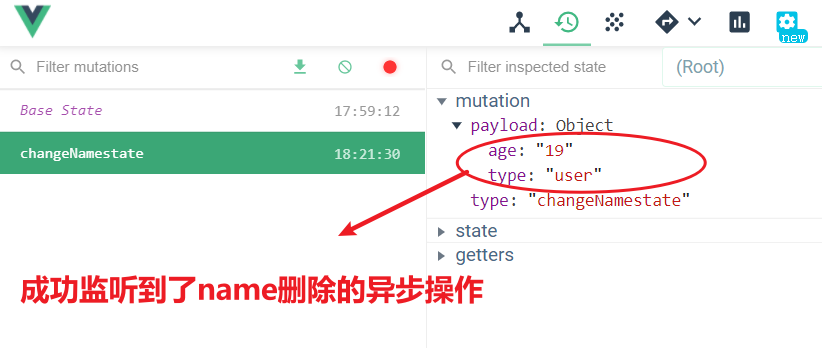 new
Filter mutations
Filter inspected state
(Root)
Base State
17:59:12
changeNamestate
18:21:30
mutation
payload: Object
age: "19"
type: "user"
type: "changeNamestate"
state
getters
成功监听到了name删除的异步操作